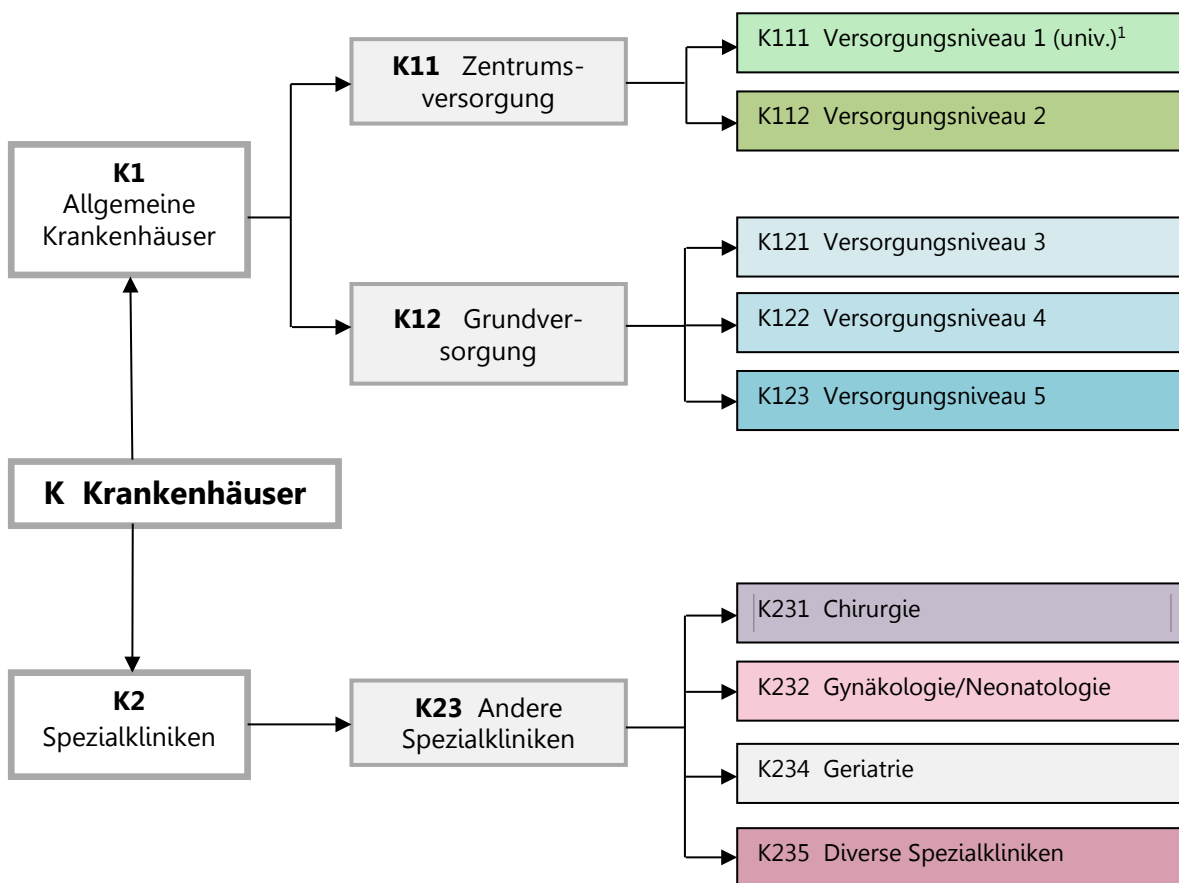 K111 Versorgungsniveau 1 (univ.)¹
K11 Zentrums-
versorgung
K112 Versorgungsniveau 2
K1
Allgemeine
Krankenhäuser
K121 Versorgungsniveau 3
K12 Grundver-
sorgung
K122 Versorgungsniveau 4
K123 Versorgungsniveau 5
K Krankenhäuser
K231 Chirurgie
K2
Spezialkliniken
K23 Andere
Spezialkliniken
K232 Gynäkologie/Neonatologie
K234 Geriatrie
K235 Diverse Spezialkliniken